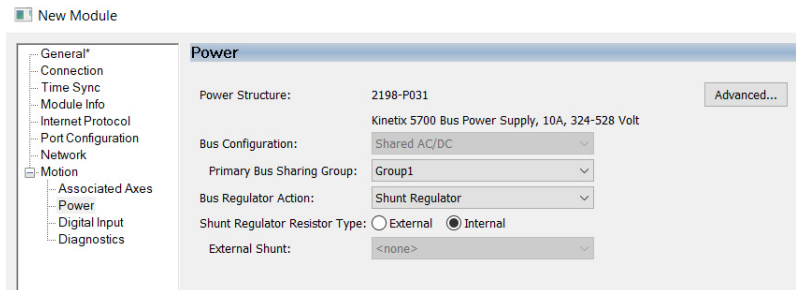 New Module
General*
Connection
Time Sync
Module Info
Internet Protocol
Port Configuration
Network
Motion
Associated Axes
Power
Digital Input
Diagnostics
Power
Power Structure: 2198-P031 Advanced...
Kinetix 5700 Bus Power Supply, 10A, 324-528 Volt
Bus Configuration: Shared AC/DC
Primary Bus Sharing Group: Group1
Bus Regulator Action: Shunt Regulator
Shunt Regulator Resistor Type: External Internal
External Shunt: <none>